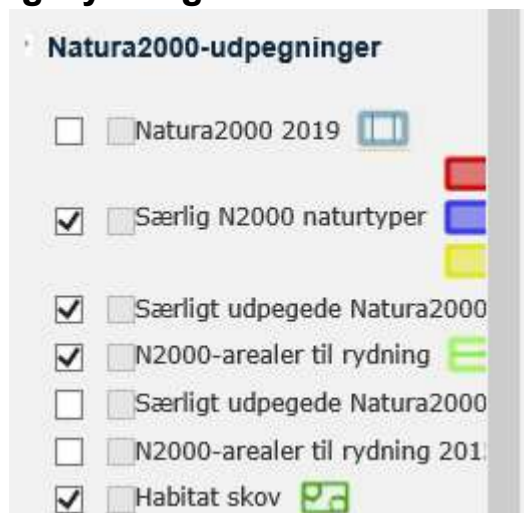 Natura2000-udpegninger
Natura2000 2019
Særlig N2000 naturtyper
Særligt udpegede Natura2000
N2000-arealer til rydning
Særligt udpegede Natura2000
N2000-arealer til rydning 201
Habitat skov